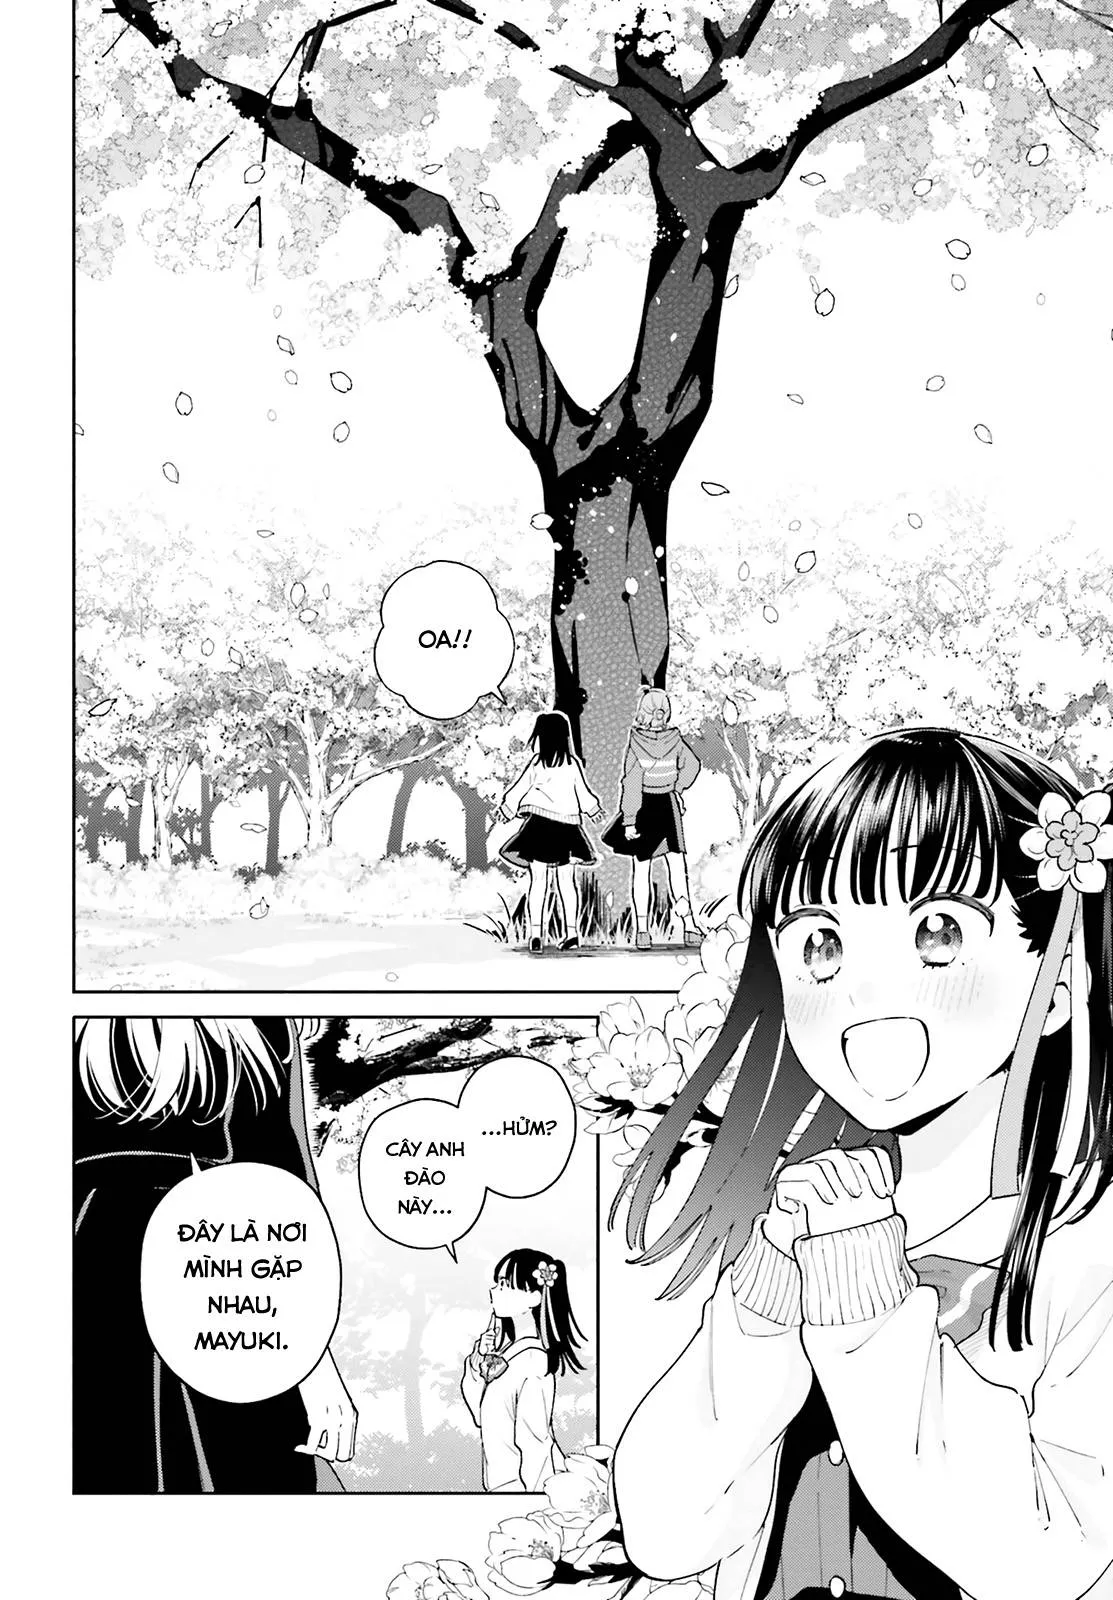 OA!!
...HỬM?
CÂY ANH
ĐÀO
NÀY...
ĐÂY LÀ NƠI
MÌNH GẶP
NHAU,
MAYUKI.